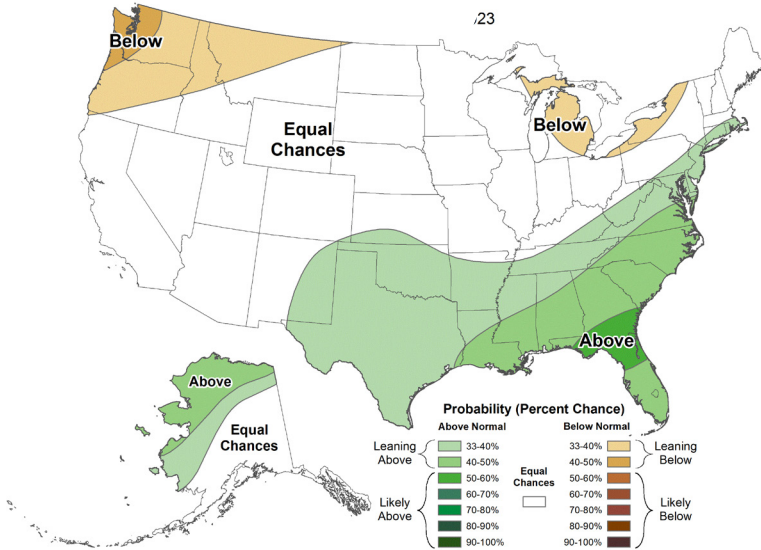 /23
Below
Below
Equal
Chances
Above
Above
Equal
Chances
Probability (Percent Chance)
Above Normal
Below Normal
Leaning
Above
33-40%
40-50%
50-60%
60-70%
70-80%
80-90%
90-100%
Likely
Above
Equal
Chances
33-40%
40-50%
50-60%
60-70%
70-80%
80-90%
90-100%
Leaning
Below
Likely
Below